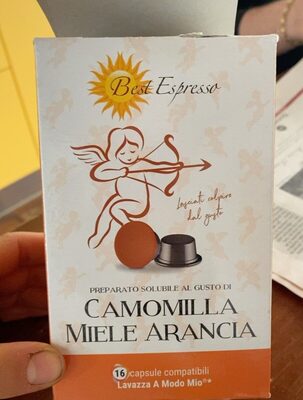 Best Espresso
Lasciati colpire
dal gusto
PREPARATO SOLUBILE AL GUSTO DI
CAMOMILLA
MIELE ARANCIA
16 capsule compatibili
Lavazza A Modo Mio®*